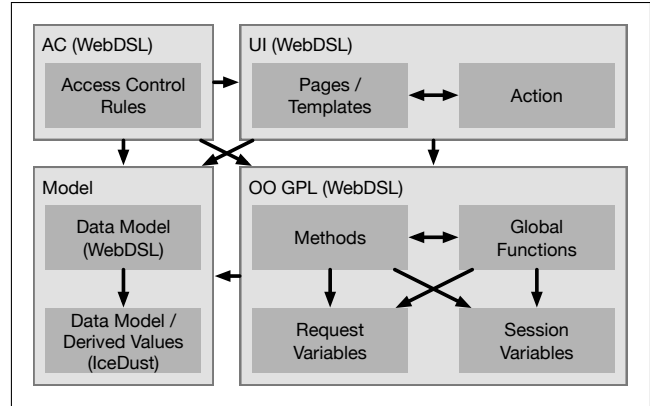 AC (WebDSL)
Access Control
Rules
UI (WebDSL)
Pages /
Templates
Action
Model
Data Model
(WebDSL)
Data Model /
Derived Values
(IceDust)
OO GPL (WebDSL)
Methods
Global
Functions
Request
Variables
Session
Variables